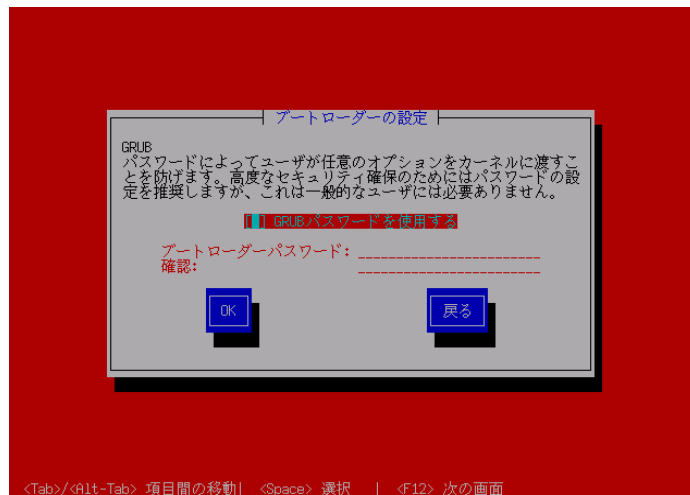 ブートローダーの設定
GRUB
パスワードによってユーザが任意のオプションをカーネルに渡すこ
とを防げます。高度なセキュリティ確保のためにはパスワードの設
定を推奨しますが、これは一般的なユーザには必要ありません。
[ ] GRUBパスワードを使用する
ブートローダーパスワード: ________________________
確認: ________________________
OK 戻る
<Tab>/<Alt-Tab> 項目間の移動| <Space> 選択 | <F12> 次の画面